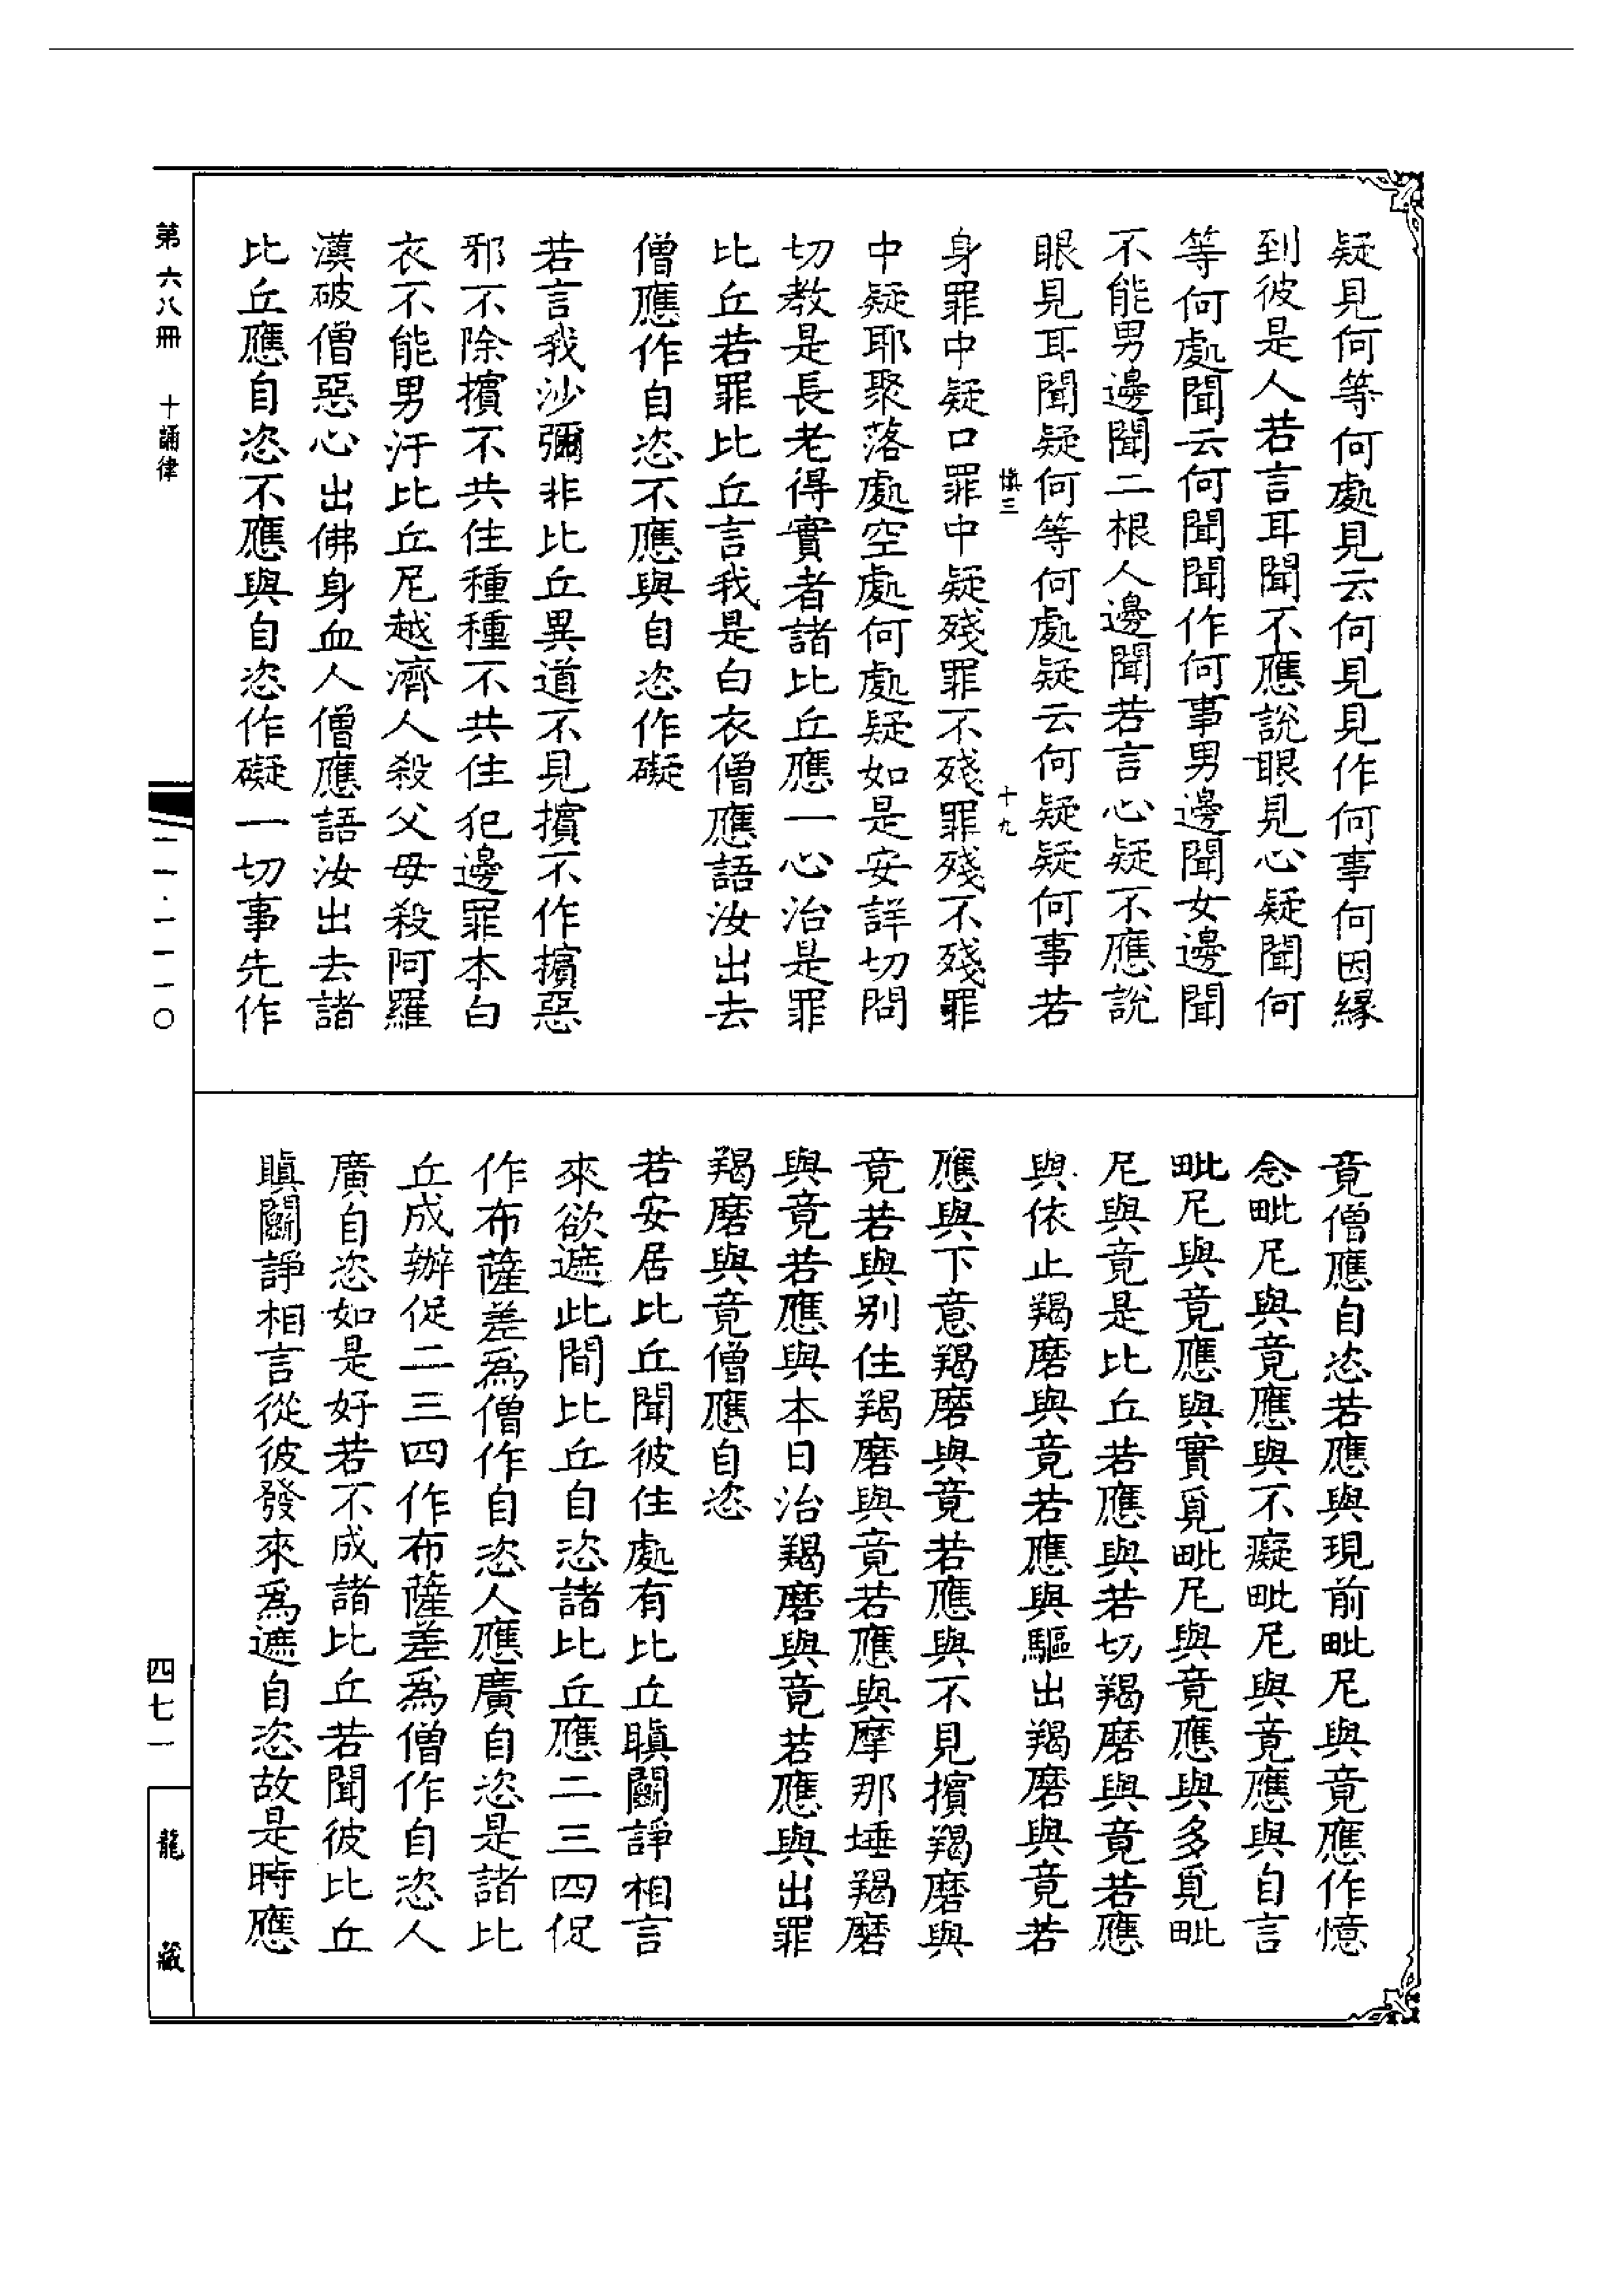 疑見何等何處見云何見見作何事何因緣
到彼是人若言耳聞不應說眼見心疑聞何
等何處聞云何聞聞作何事男邊聞女邊聞
不能男邊聞二根人邊聞若言心疑不應說
眼見耳聞疑何等何處疑云何疑疑何事若
慎三 十九
身罪中疑口罪中疑殘罪不殘罪殘不殘罪
中疑耶聚落處空處何處疑如是安詳切問
切教是長老得實者諸比丘應一心治是罪
比丘若罪比丘言我是白衣僧應語汝出去
僧應作自恣不應與自恣作礙
若言我沙彌非比丘異道不見擯不作擯惡
邪不除擯不共住種種不共住犯邊罪本白
衣不能男汙比丘尼越濟人殺父母殺阿羅
漢破僧惡心出佛身血人僧應語汝出去諸
比丘應自恣不應與自恣作礙一切事先作
竟僧應自恣若應與現前毗尼與竟應作憶
念毗尼與竟應與不癡毗尼與竟應與自言
毗尼與竟應與實覓毗尼與竟應與多覓毗
尼與竟是比丘若應與若切羯磨與竟若應
與依止羯磨與竟若應與驅出羯磨與竟若
應與下意羯磨與竟若應與不見擯羯磨與
竟若與别住羯磨與竟若應與摩那埵羯磨
與竟若應與本日治羯磨與竟若應與出罪
羯磨與竟僧應自恣
若安居比丘聞彼住處有比丘瞋鬪諍相言
來欲遮此間比丘自恣諸比丘應二三四促
作布薩差爲僧作自恣人應廣自恣是諸比
丘成辦促二三四作布薩差爲僧作自恣人
廣自恣如是好若不成諸比丘若聞彼比丘
瞋鬪諍相言從彼發來爲遮自恣故是時應
第六八冊 十誦律
一一·一一一〇
四七一
龍藏